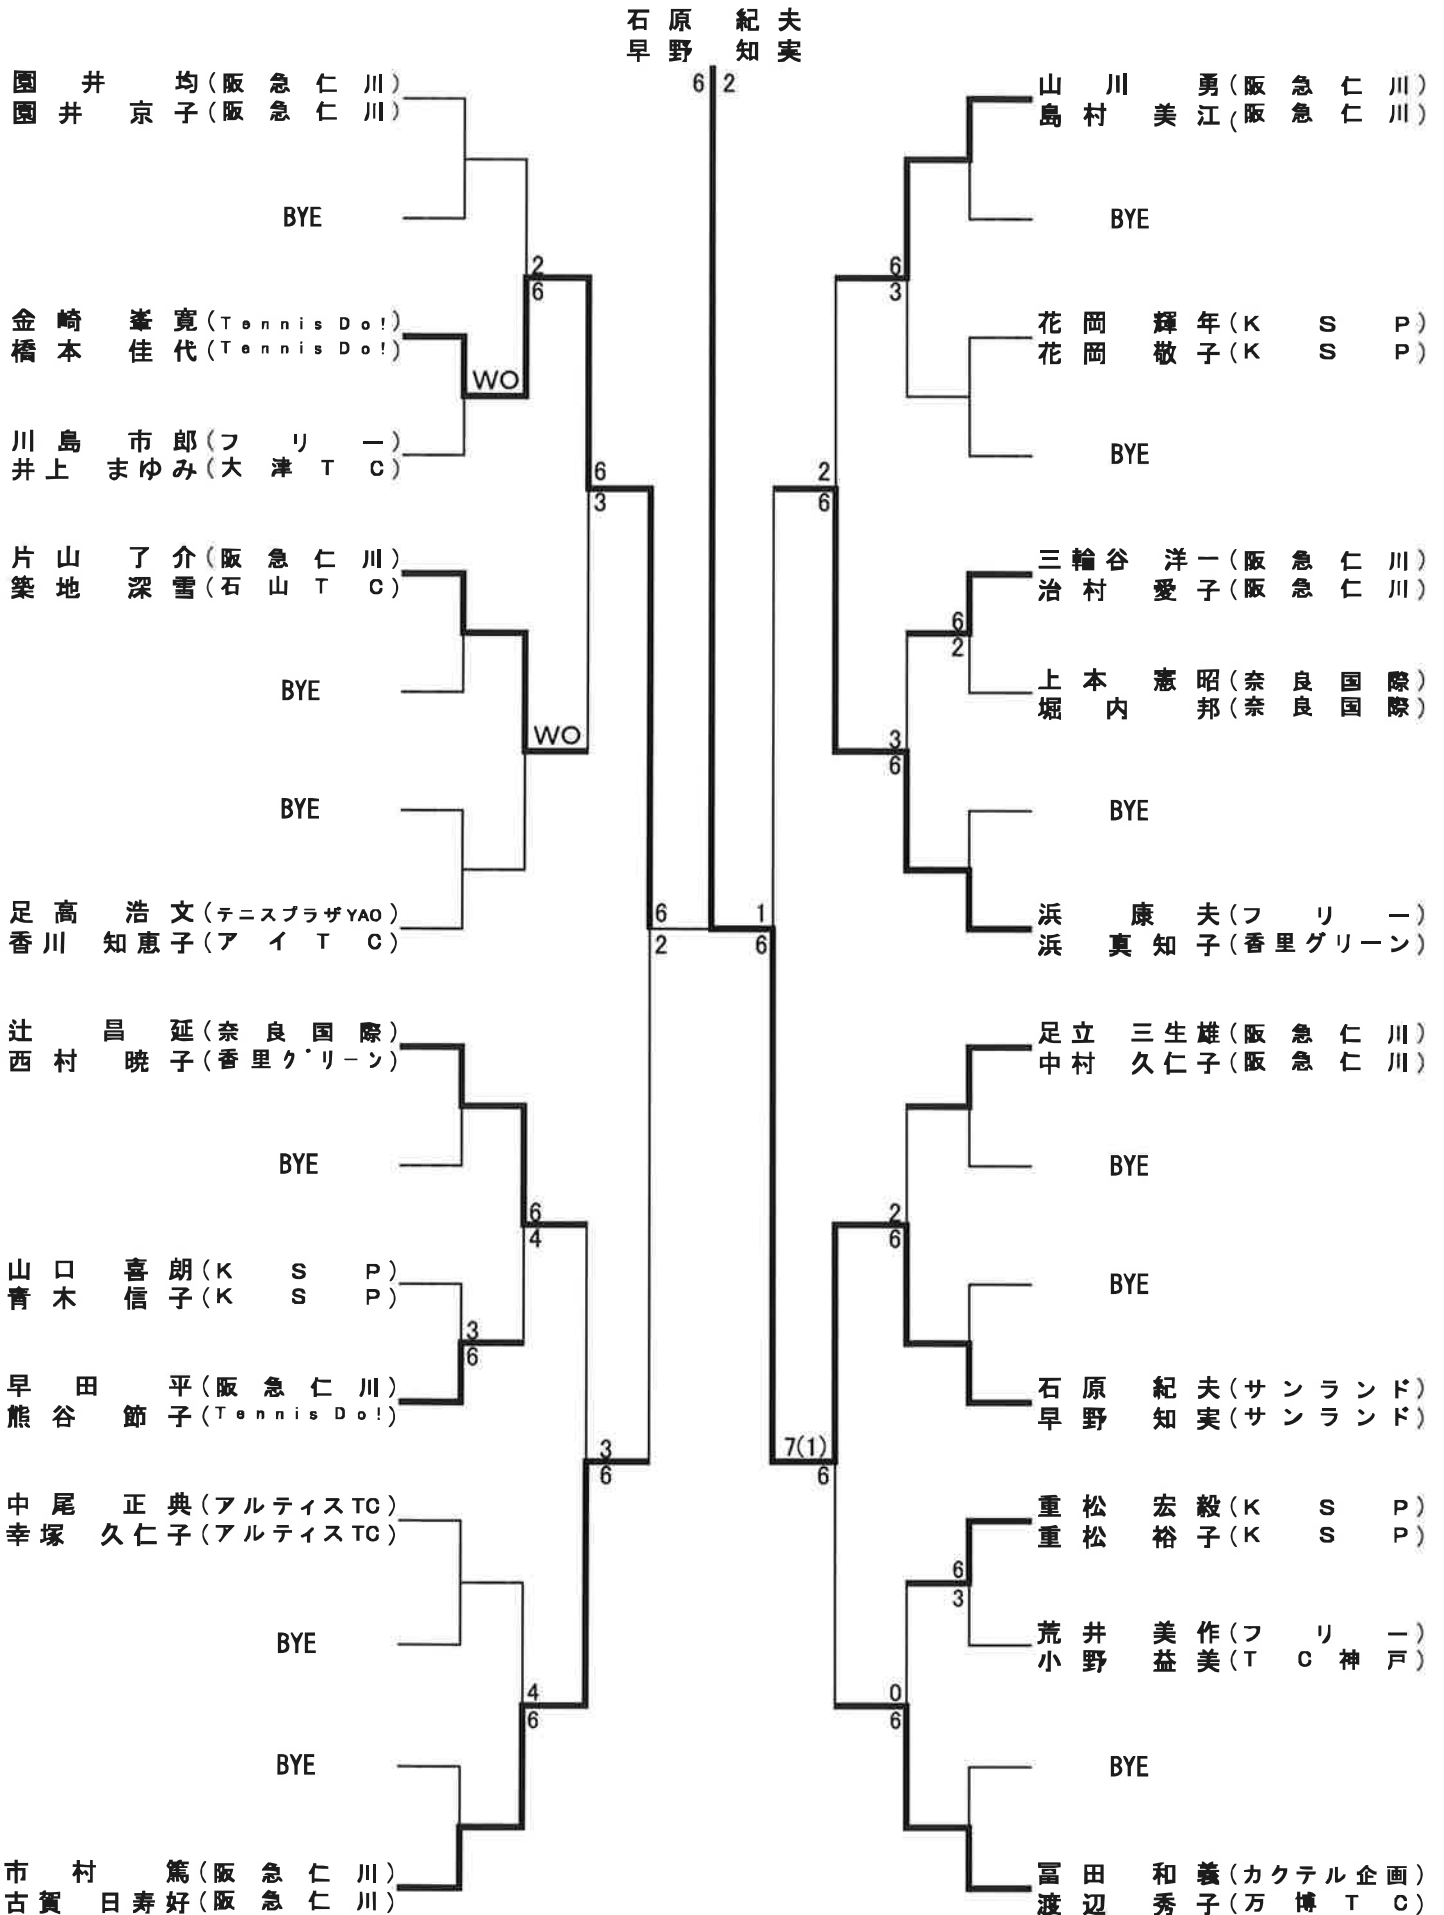 石原 紀夫
早野 知実
6 2
園井 均(阪急仁川)
園井 京子(阪急仁川)
BYE
2
6
金崎 峯寛(Tennis Do!)
橋本 佳代(Tennis Do!)
WO
川島 市郎(フリー)
井上 まゆみ(大津TC)
6
3
片山 了介(阪急仁川)
築地 深雪(石山TC)
BYE
WO
BYE
足高 浩文(テニスプラザYAO)
香川 知恵子(アイTC)
6
2
辻 昌延(奈良国際)
西村 暁子(香里グリーン)
BYE
6
4
山口 喜朗(KSP)
青木 信子(KSP)
3
6
早田 平(阪急仁川)
熊谷 節子(Tennis Do!)
3
6
中尾 正典(アルティスTC)
幸塚 久仁子(アルティスTC)
BYE
4
6
BYE
市村 篤(阪急仁川)
古賀 日寿好(阪急仁川)
山川 勇(阪急仁川)
島村 美江(阪急仁川)
BYE
6
3
花岡 輝年(KSP)
花岡 敬子(KSP)
BYE
2
6
三輪谷 洋一(阪急仁川)
治村 愛子(阪急仁川)
6
2
上本 憲昭(奈良国際)
堀内 邦(奈良国際)
3
6
BYE
浜 康夫(フリー)
浜 真知子(香里グリーン)
1
6
足立 三生雄(阪急仁川)
中村 久仁子(阪急仁川)
BYE
2
6
BYE
石原 紀夫(サンランド)
早野 知実(サンランド)
7(1)
6
重松 宏毅(KSP)
重松 裕子(KSP)
6
3
荒井 美作(フリー)
小野 益美(TC神戸)
0
6
BYE
冨田 和義(カクテル企画)
渡辺 秀子(万博TC)